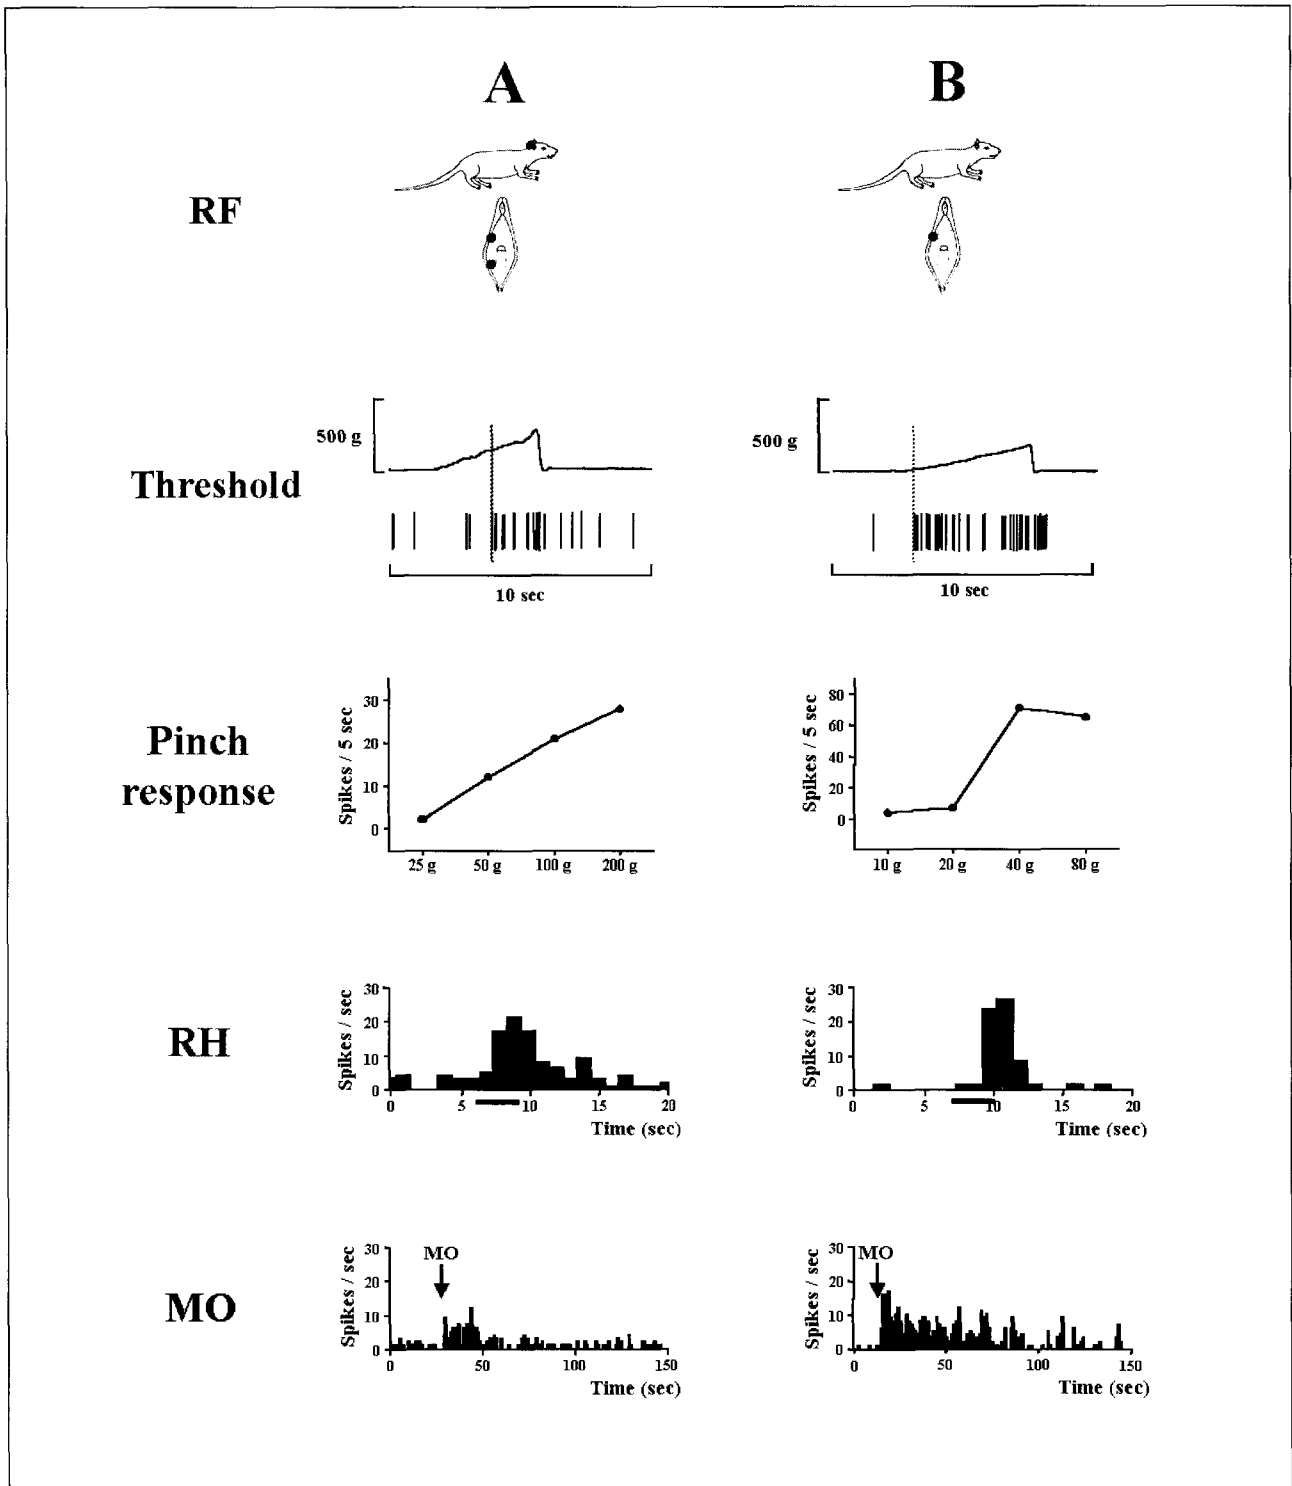 A B
RF
500 g 500 g
Threshold
10 sec 10 sec
Pinch
response
Spikes / 5 sec
30
20
10
0
25 g 50 g 100 g 200 g
Spikes / 5 sec
80
60
40
20
0
10 g 20 g 40 g 80 g
RH
Spikes / sec
30
20
10
0
0 5 10 15 20
Time (sec)
Spikes / sec
30
20
10
0
0 5 10 15 20
Time (sec)
MO
Spikes / sec
30
20
10
0
MO
0 50 100 150
Time (sec)
Spikes / sec
30
20
10
0
MO
0 50 100 150
Time (sec)